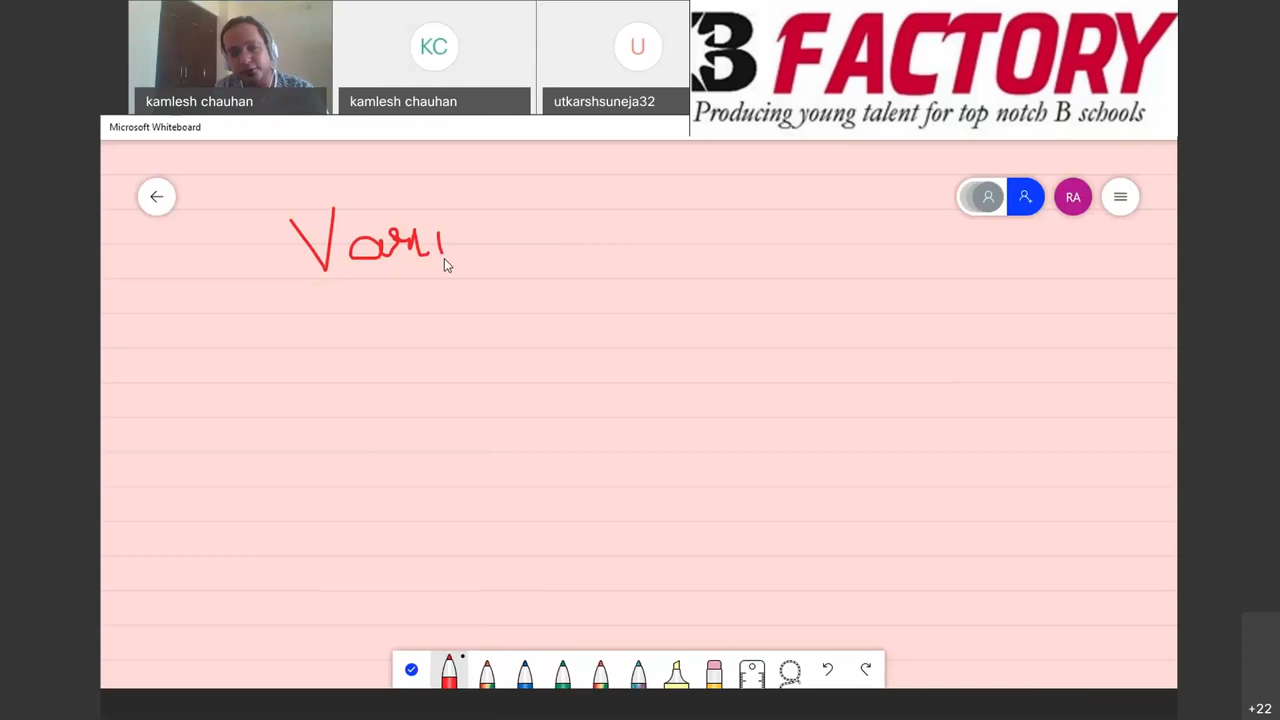 KC
U
kamlesh chauhan
kamlesh chauhan
utkarshsuneja32
B FACTORY
Producing young talent for top notch B schools
Microsoft Whiteboard
RA
Vari
+22